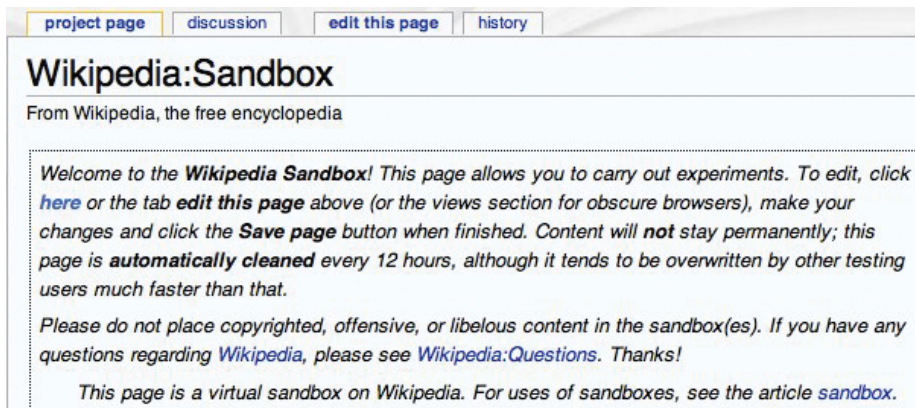 project page discussion edit this page history
Wikipedia:Sandbox
From Wikipedia, the free encyclopedia
Welcome to the Wikipedia Sandbox! This page allows you to carry out experiments. To edit, click
here or the tab edit this page above (or the views section for obscure browsers), make your
changes and click the Save page button when finished. Content will not stay permanently; this
page is automatically cleaned every 12 hours, although it tends to be overwritten by other testing
users much faster than that.
Please do not place copyrighted, offensive, or libelous content in the sandbox(es). If you have any
questions regarding Wikipedia, please see Wikipedia:Questions. Thanks!
This page is a virtual sandbox on Wikipedia. For uses of sandboxes, see the article sandbox.